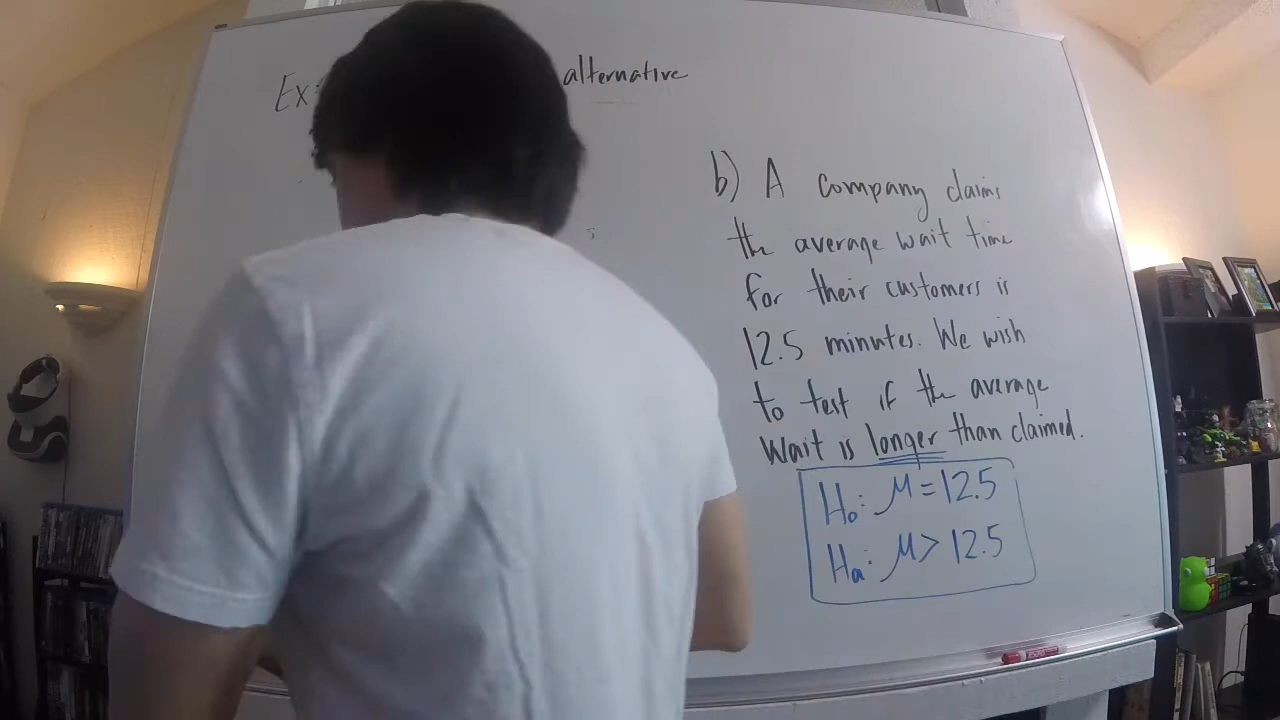 Ex: alternative
b) A company claims
the average wait time
for their customers is
12.5 minutes. We wish
to test if the average
Wait is longer than claimed.
H₀: μ = 12.5
Hₐ: μ > 12.5